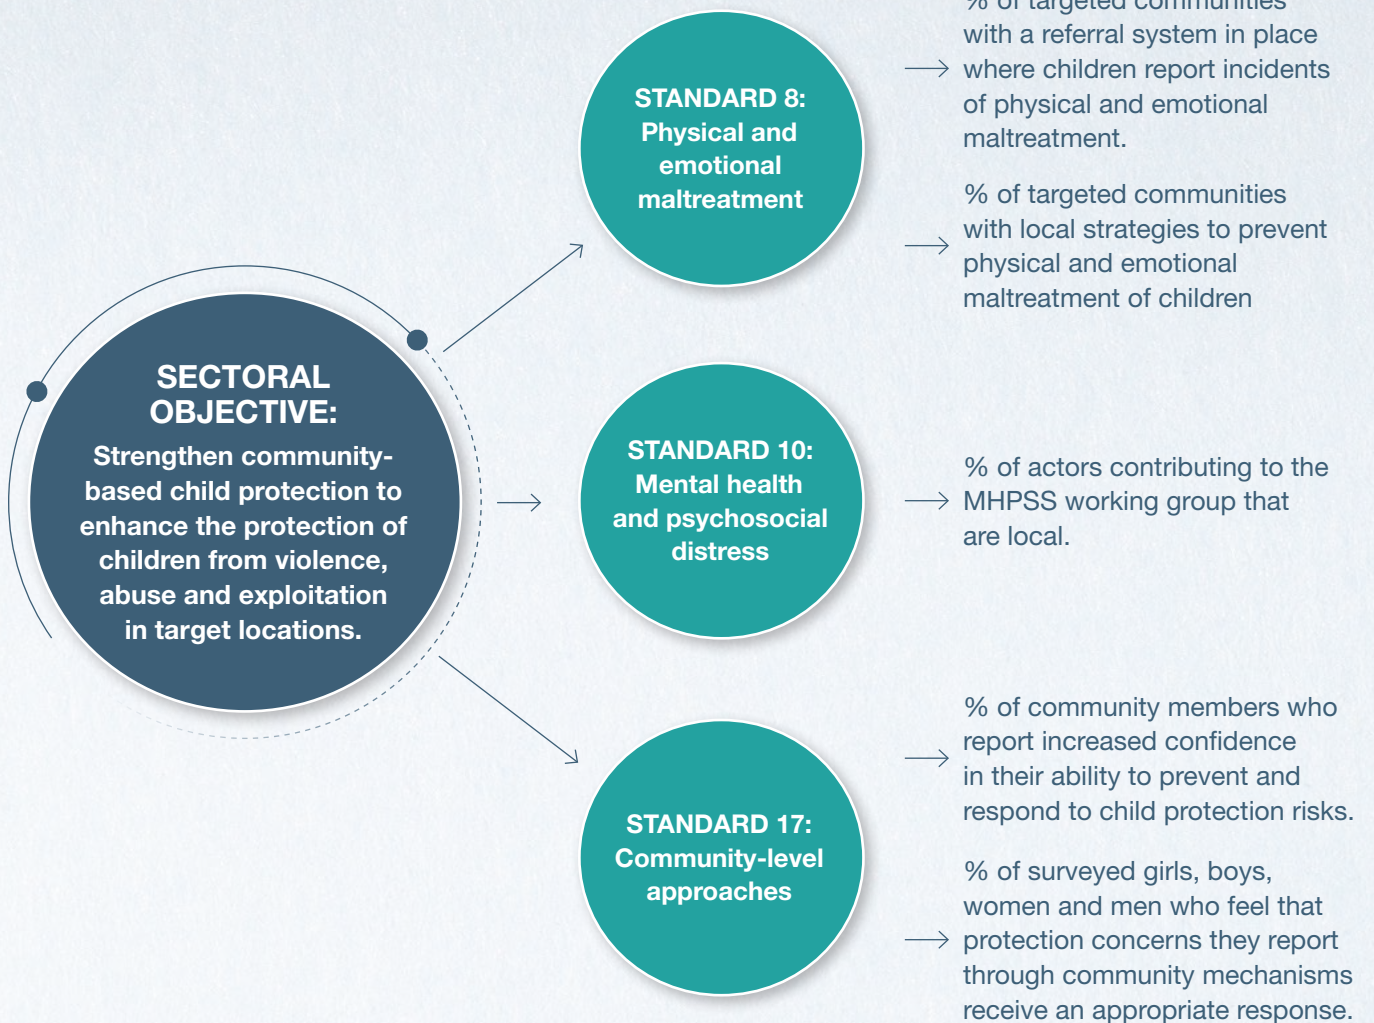 SECTORAL
OBJECTIVE:
Strengthen community-
based child protection to
enhance the protection of
children from violence,
abuse and exploitation
in target locations.
STANDARD 8:
Physical and
emotional
maltreatment
% of targeted communities
with a referral system in place
where children report incidents
of physical and emotional
maltreatment.
% of targeted communities
with local strategies to prevent
physical and emotional
maltreatment of children
STANDARD 10:
Mental health
and psychosocial
distress
% of actors contributing to the
MHPSS working group that
are local.
STANDARD 17:
Community-level
approaches
% of community members who
report increased confidence
in their ability to prevent and
respond to child protection risks.
% of surveyed girls, boys,
women and men who feel that
protection concerns they report
through community mechanisms
receive an appropriate response.